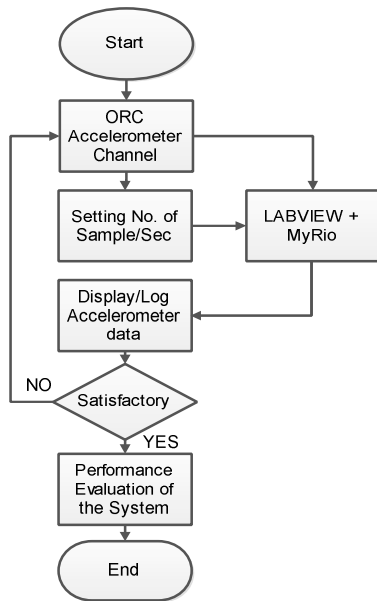 Start
ORC
Accelerometer
Channel
Setting No. of
Sample/Sec
LABVIEW +
MyRio
Display/Log
Accelerometer
data
NO
Satisfactory
YES
Performance
Evaluation of
the System
End